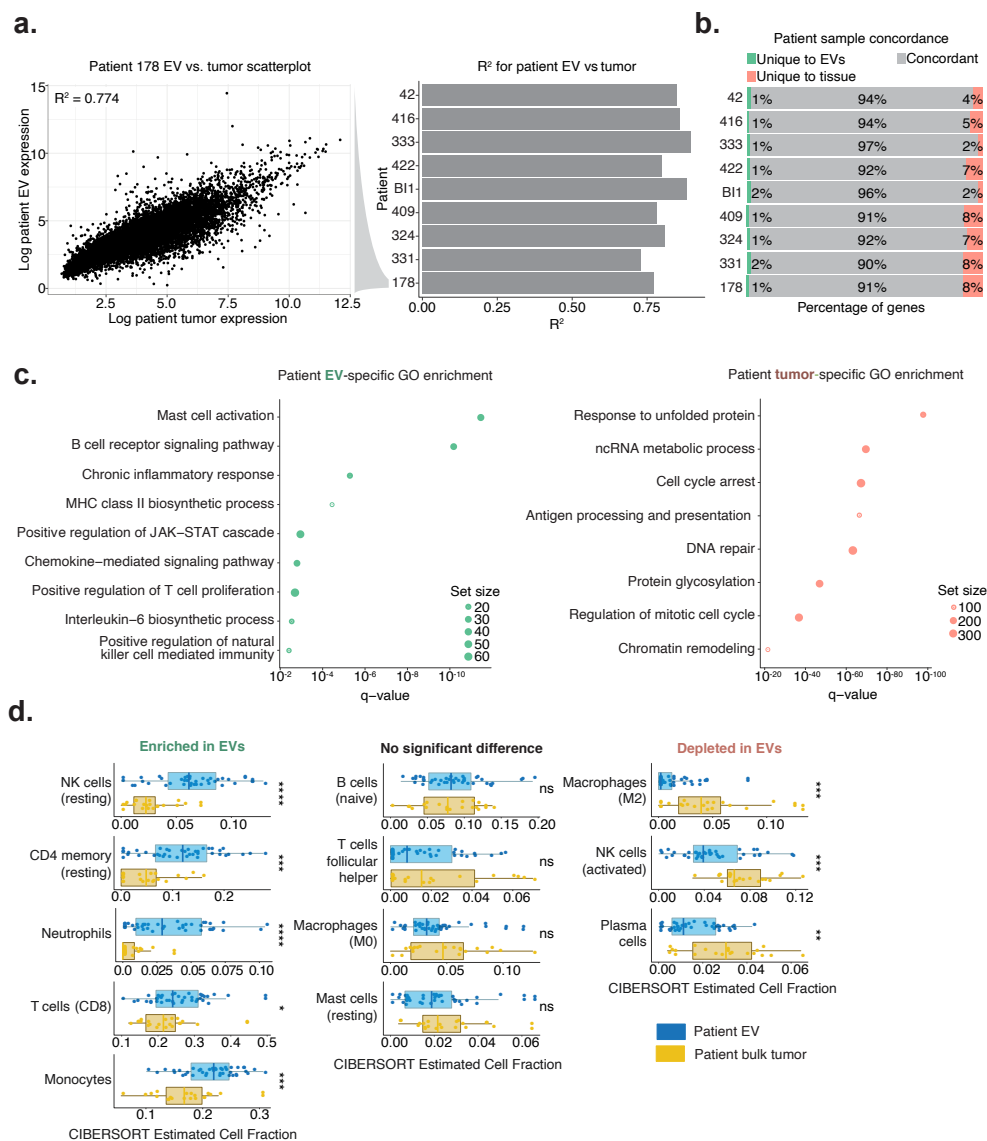 a.
Patient 178 EV vs. tumor scatterplot
R² = 0.774
Log patient EV expression
15
10
5
0
2.5 5.0 7.5 10.0 12.5
Log patient tumor expression
R² for patient EV vs tumor
Patient
42
416
333
422
BI1
409
324
331
178
0.00 0.25 0.50 0.75
R²
b.
Patient sample concordance
Unique to EVs
Concordant
Unique to tissue
42 1% 94% 4%
416 1% 94% 5%
333 1% 97% 2%
422 1% 92% 7%
BI1 2% 96% 2%
409 1% 91% 8%
324 1% 92% 7%
331 2% 90% 8%
178 1% 91% 8%
Percentage of genes
c.
Patient EV-specific GO enrichment
Mast cell activation
B cell receptor signaling pathway
Chronic inflammatory response
MHC class II biosynthetic process
Positive regulation of JAK−STAT cascade
Chemokine−mediated signaling pathway
Positive regulation of T cell proliferation
Interleukin−6 biosynthetic process
Positive regulation of natural
killer cell mediated immunity
Set size
20
30
40
50
60
10⁻² 10⁻⁴ 10⁻⁶ 10⁻⁸ 10⁻¹⁰
q-value
Patient tumor-specific GO enrichment
Response to unfolded protein
ncRNA metabolic process
Cell cycle arrest
Antigen processing and presentation
DNA repair
Protein glycosylation
Regulation of mitotic cell cycle
Chromatin remodeling
Set size
100
200
300
10⁻²⁰ 10⁻⁴⁰ 10⁻⁶⁰ 10⁻⁸⁰ 10⁻¹⁰⁰
q-value
d.
Enriched in EVs
NK cells
(resting)
****
0.00 0.05 0.10
CD4 memory
(resting)
***
0.0 0.1 0.2
Neutrophils
****
0.00 0.025 0.05 0.075 0.10
T cells (CD8)
*
0.1 0.2 0.3 0.4 0.5
Monocytes
***
0.1 0.2 0.3
CIBERSORT Estimated Cell Fraction
No significant difference
B cells
(naive)
ns
0.00 0.05 0.10 0.15 0.20
T cells
follicular
helper
ns
0.00 0.02 0.04 0.06
Macrophages
(M0)
ns
0.00 0.05 0.10
Mast cells
(resting)
ns
0.00 0.02 0.04 0.06
CIBERSORT Estimated Cell Fraction
Depleted in EVs
Macrophages
(M2)
***
0.00 0.05 0.10
NK cells
(activated)
***
0.00 0.04 0.08 0.12
Plasma
cells
**
0.00 0.02 0.04 0.06
CIBERSORT Estimated Cell Fraction
Patient EV
Patient bulk tumor